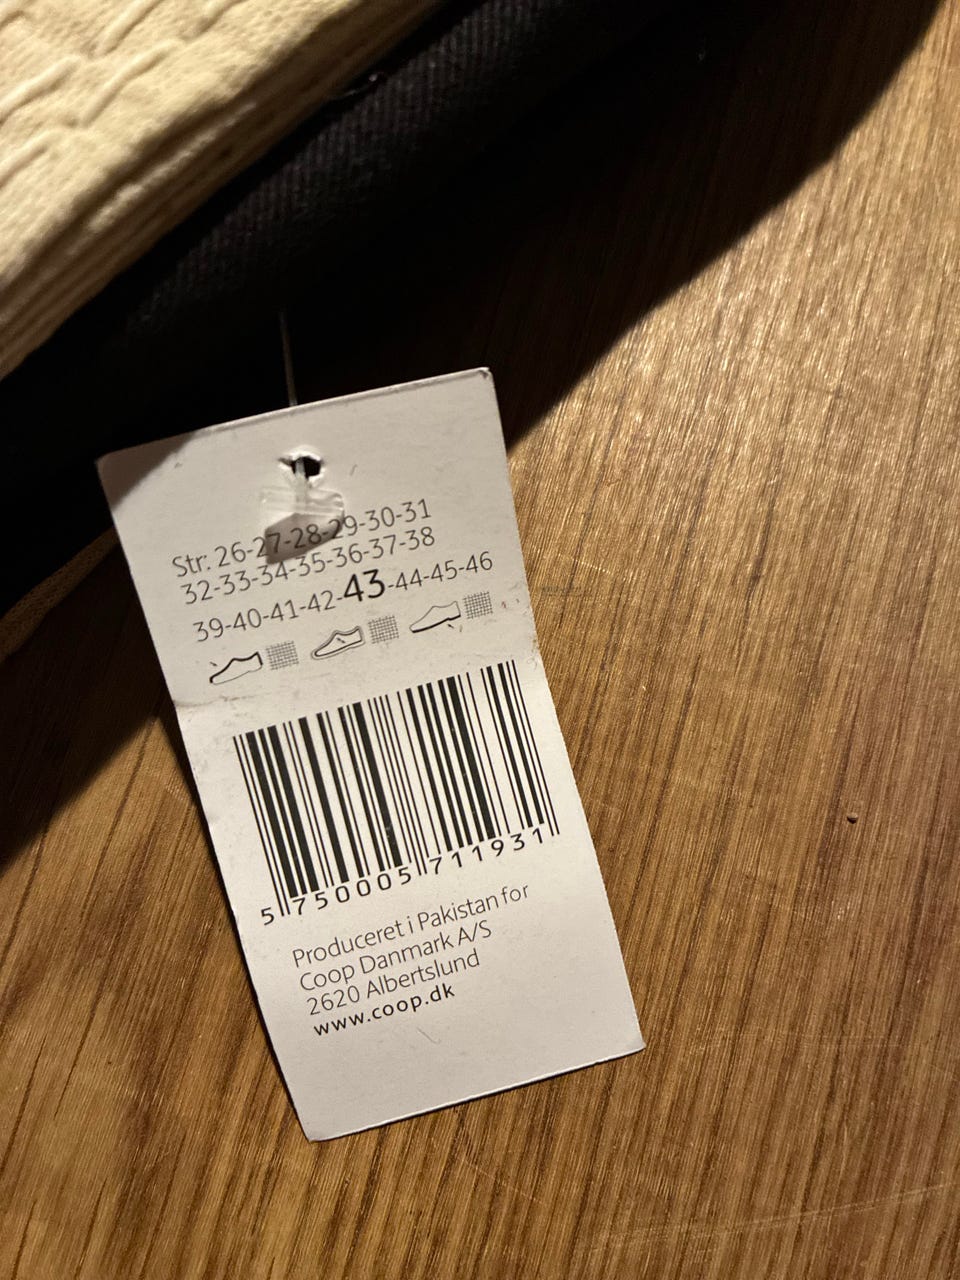 Str: 26-27-28-29-30-31
32-33-34-35-36-37-38
39-40-41-42-43-44-45-46
5 750005 711931
Produceret i Pakistan for
Coop Danmark A/S
2620 Albertslund
www.coop.dk